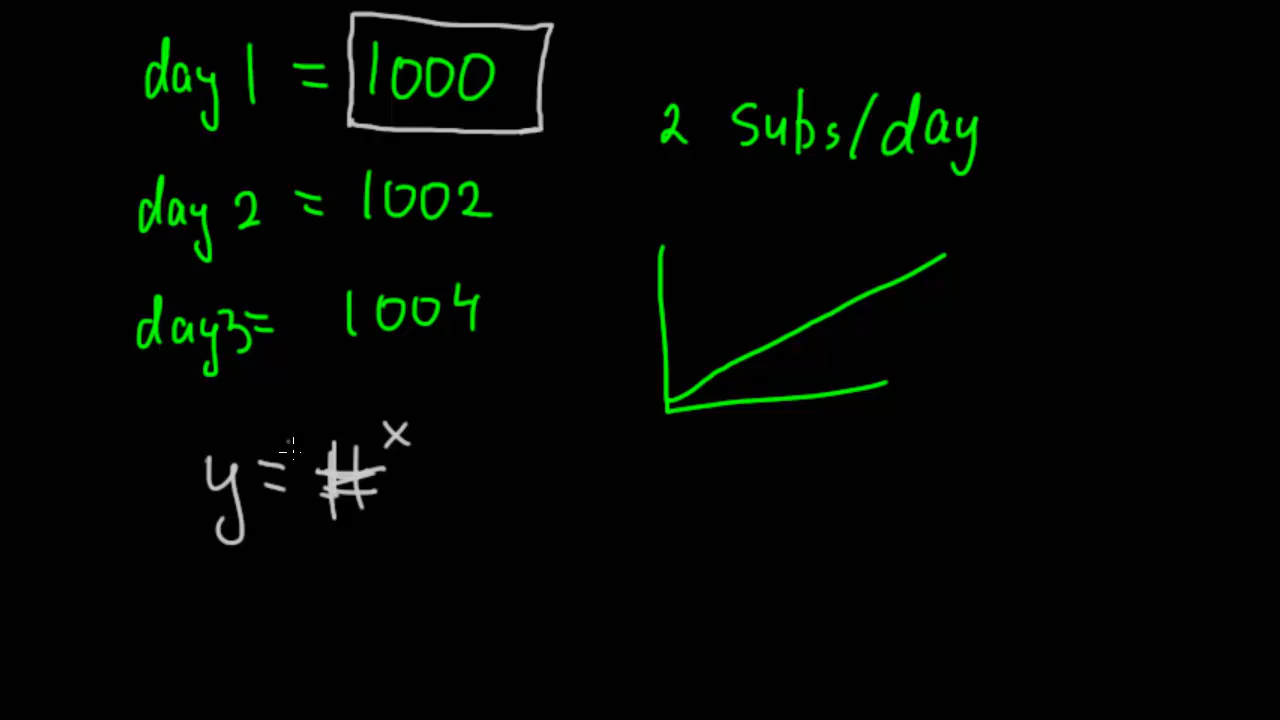 day 1 = 1000
day 2 = 1002
day3= 1004
2 Subs/day
y = #^x